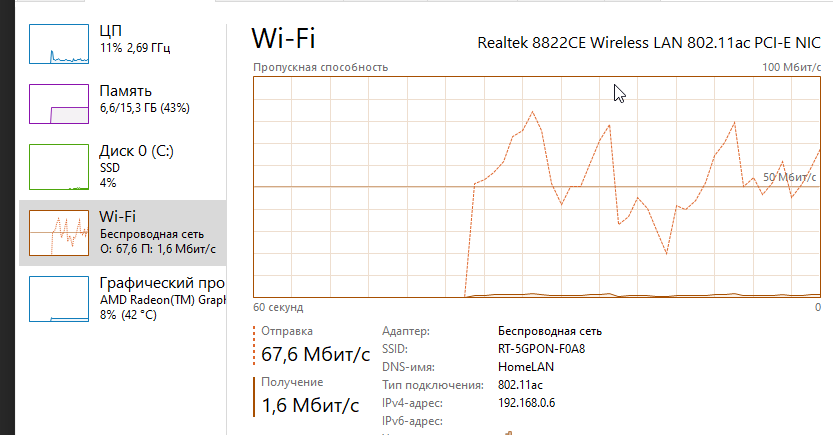 ЦП
11% 2,69 ГГц
Память
6,6/15,3 ГБ (43%)
Диск 0 (C:)
SSD
4%
Wi-Fi
Беспроводная сеть
О: 67,6 П: 1,6 Мбит/с
Графический про
AMD Radeon(TM) Grap
8% (42 °C)
Wi-Fi
Realtek 8822CE Wireless LAN 802.11ac PCI-E NIC
Пропускная способность
100 Мбит/с
50 Мбит/с
60 секунд
0
Отправка
67,6 Мбит/с
Получение
1,6 Мбит/с
Адаптер:
Беспроводная сеть
SSID:
RT-5GPON-F0A8
DNS-имя:
HomeLAN
Тип подключения:
802.11ac
IPv4-адрес:
192.168.0.6
IPv6-адрес: